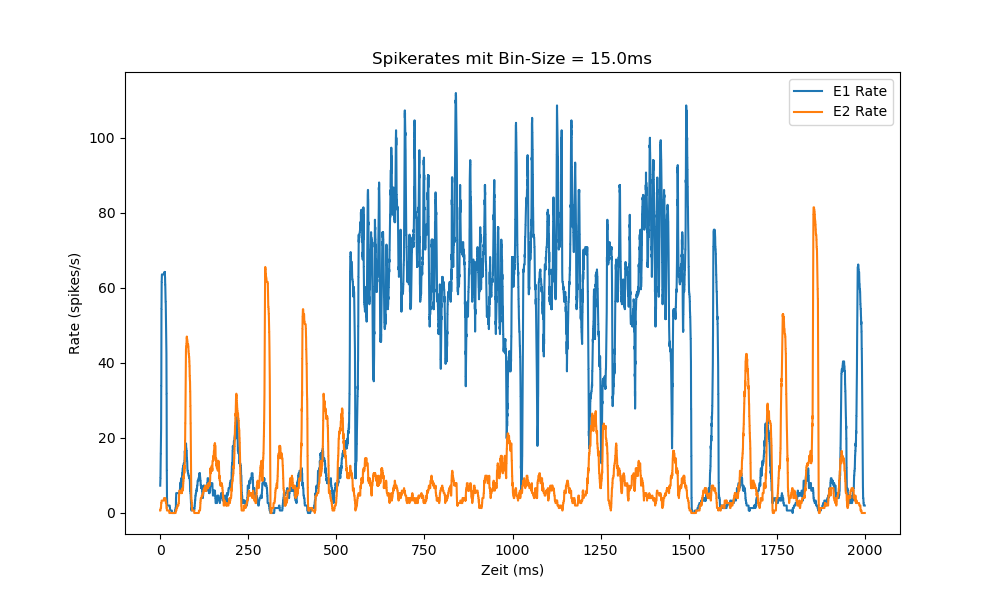 Spikerates mit Bin-Size = 15.0ms
E1 Rate
E2 Rate
100
80
60
40
20
0
Rate (spikes/s)
0 250 500 750 1000 1250 1500 1750 2000
Zeit (ms)